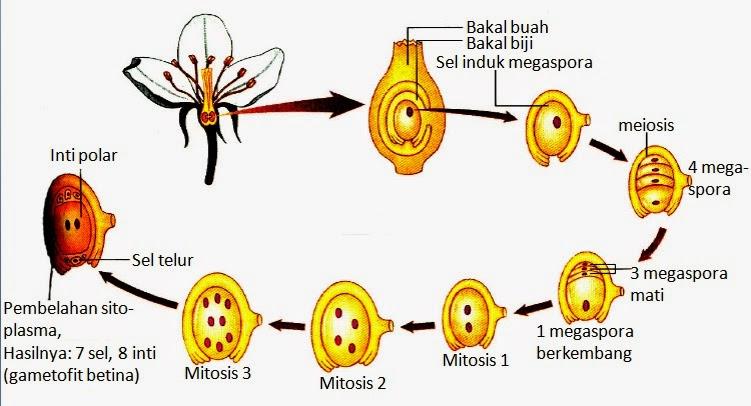 Bakal buah
Bakal biji
Sel induk megaspora
meiosis
4 mega-
spora
3 megaspora
mati
1 megaspora
berkembang
Mitosis 1
Mitosis 2
Mitosis 3
Inti polar
Sel telur
Pembelahan sito-
plasma,
Hasilnya: 7 sel, 8 inti
(gametofit betina)